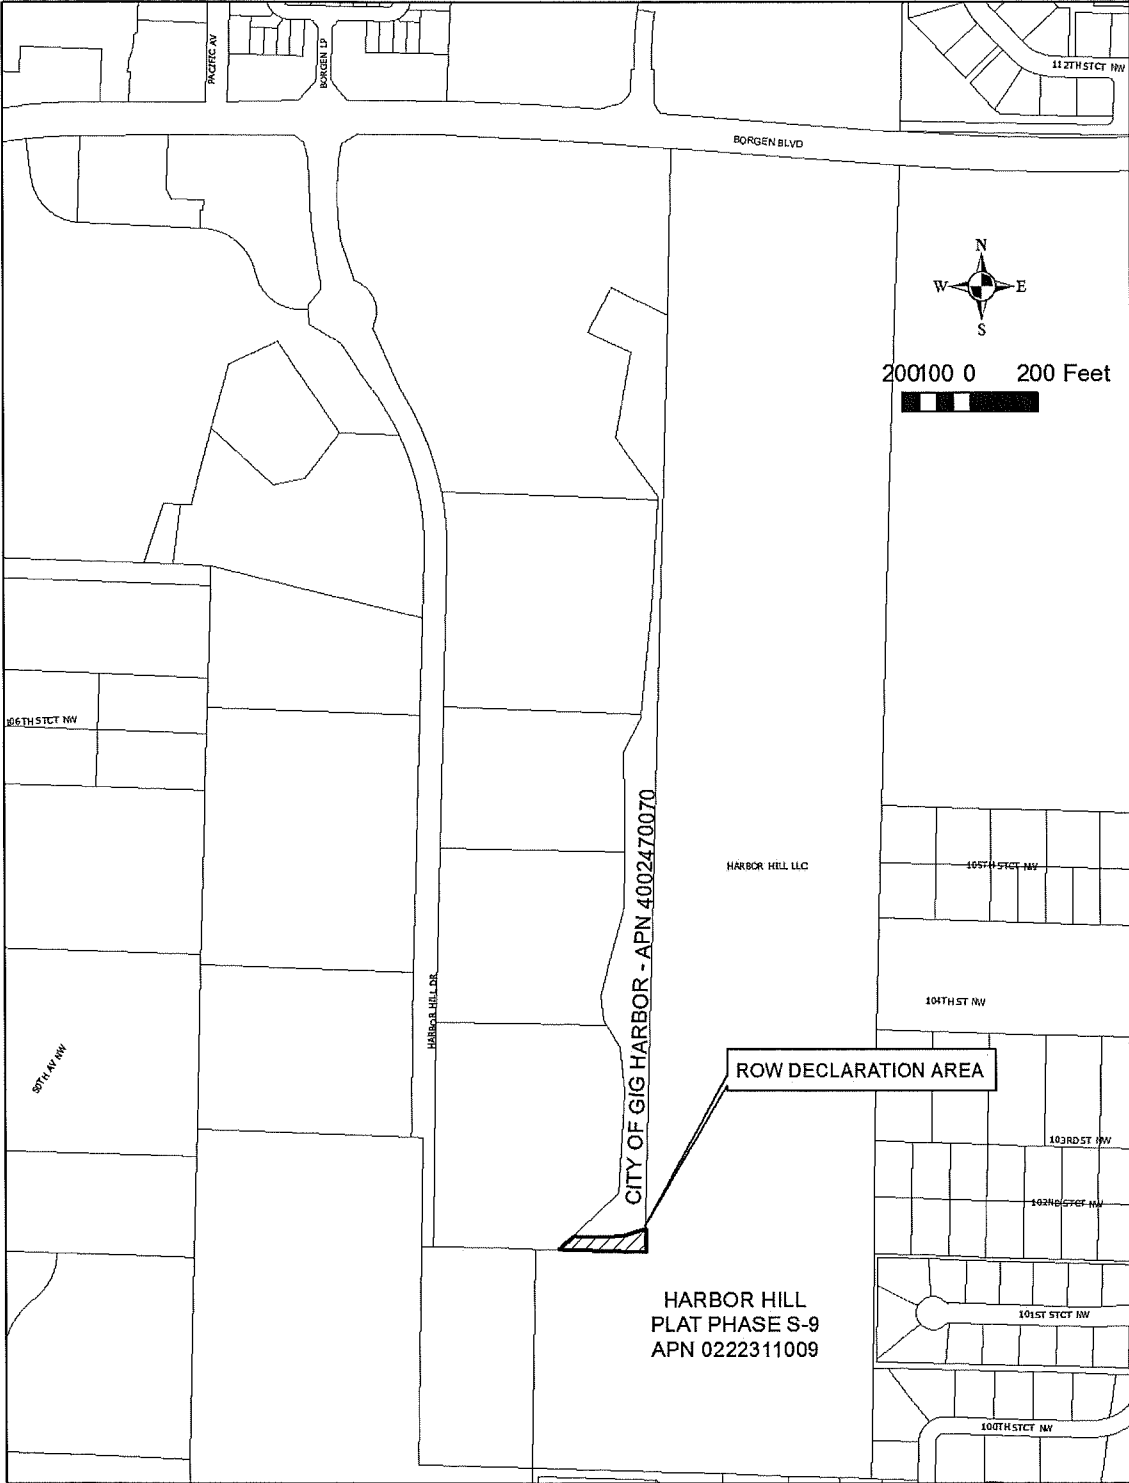 PACIFIC AV
BORGEN LP
112TH STCT NW
BORGEN BLVD
N
W E
S
200100 0 200 Feet
106TH STCT NW
CITY OF GIG HARBOR - APN 4002470070
HARBOR HILL LLC
105TH STCT NW
HARBOR HILL DR
104TH ST NW
50TH AV NW
ROW DECLARATION AREA
103RD ST NW
102ND STCT NW
HARBOR HILL
PLAT PHASE S-9
APN 0222311009
101ST STCT NW
100TH STCT NW